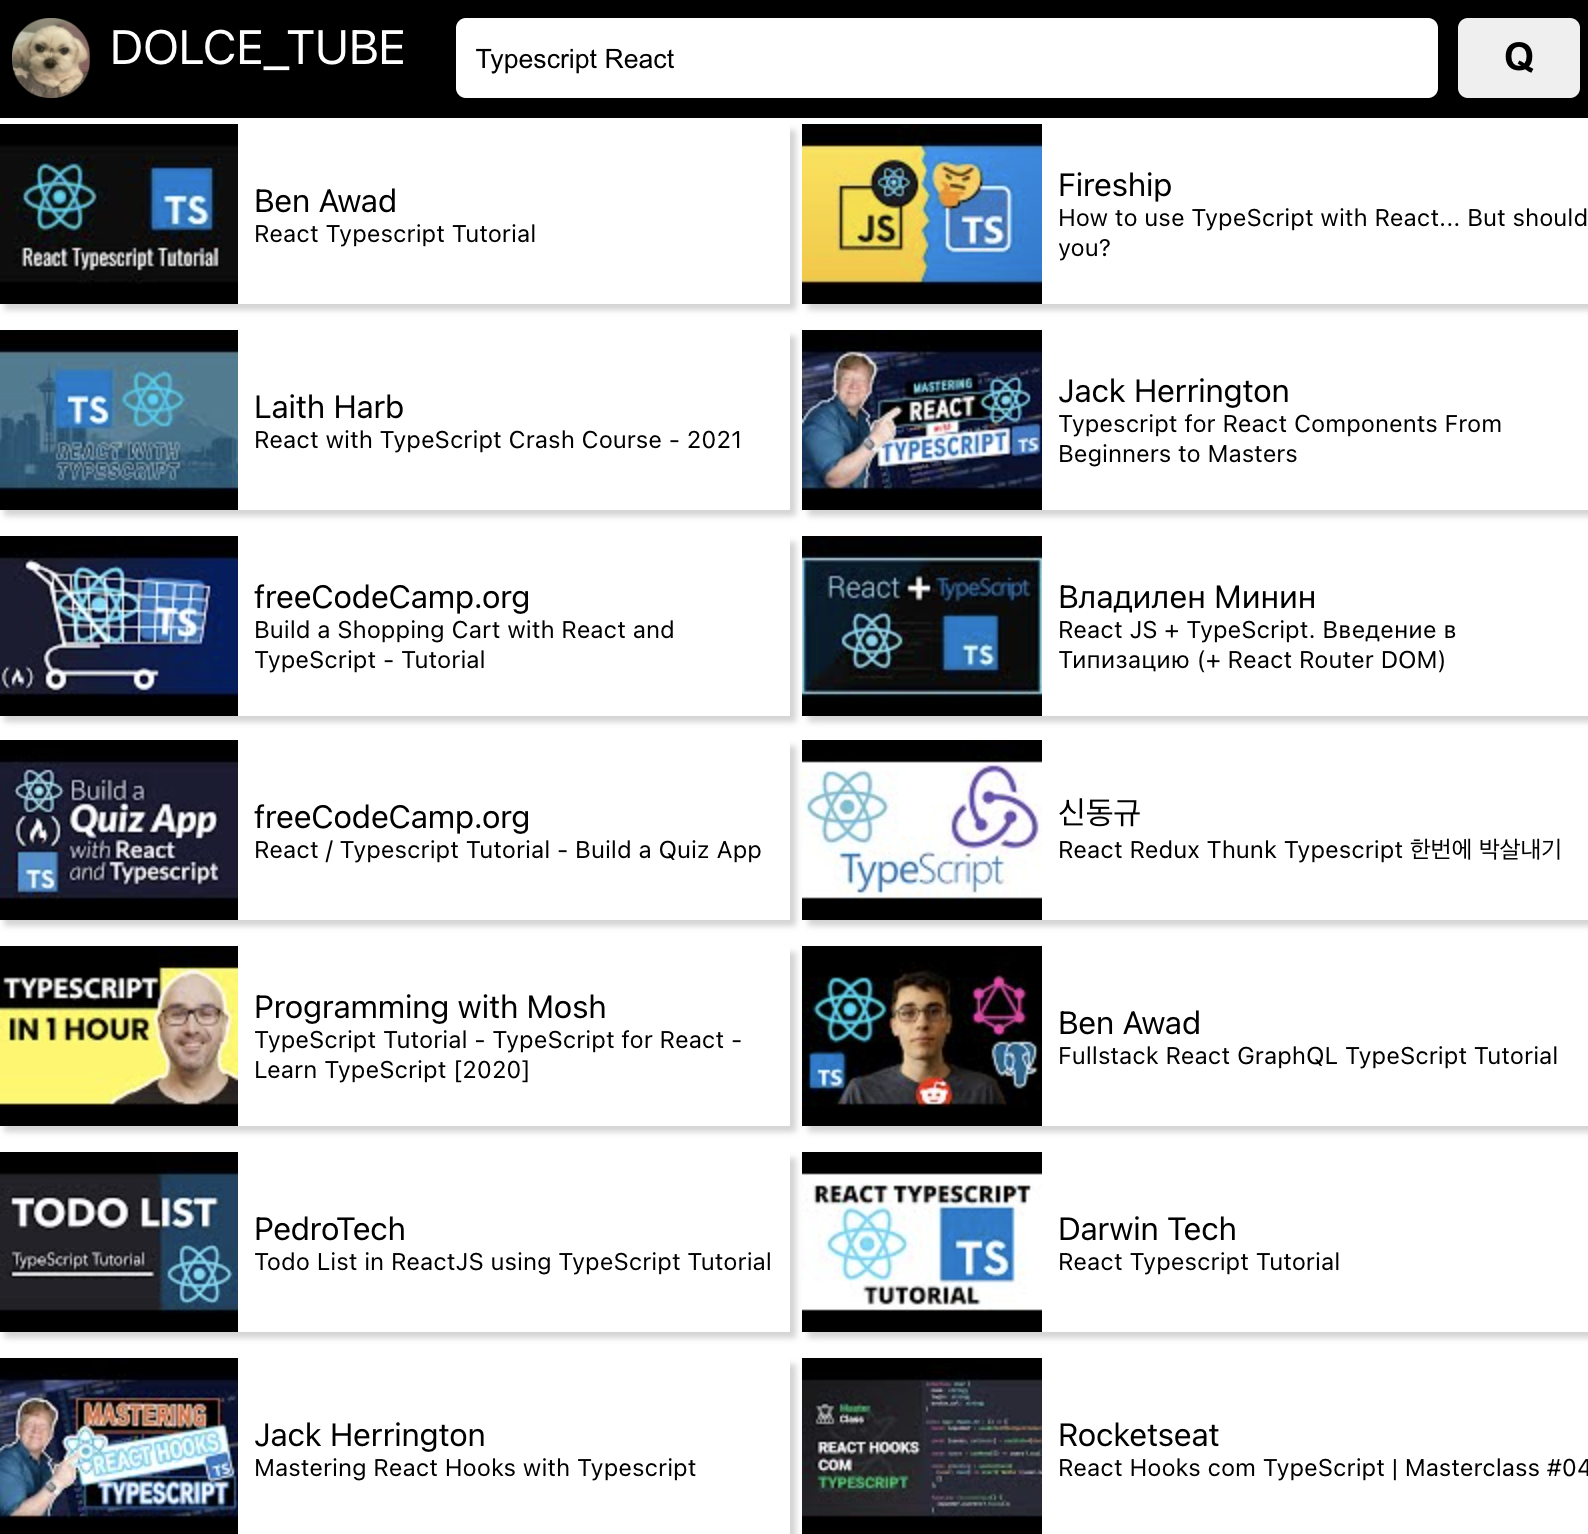 DOLCE_TUBE
Typescript React
Q
TS
React Typescript Tutorial
Ben Awad
React Typescript Tutorial
JS
TS
Fireship
How to use TypeScript with React... But should
you?
TS
REACT WITH
TYPESCRIPT
Laith Harb
React with TypeScript Crash Course - 2021
MASTERING
REACT
WITH
TYPESCRIPT
TS
Jack Herrington
Typescript for React Components From
Beginners to Masters
TS
freeCodeCamp.org
Build a Shopping Cart with React and
TypeScript - Tutorial
React + TypeScript
TS
Владилен Минин
React JS + TypeScript. Введение в
Типизацию (+ React Router DOM)
Build a
Quiz App
with React
and Typescript
TS
freeCodeCamp.org
React / Typescript Tutorial - Build a Quiz App
TypeScript
신동규
React Redux Thunk Typescript 한번에 박살내기
TYPESCRIPT
IN 1 HOUR
Programming with Mosh
TypeScript Tutorial - TypeScript for React -
Learn TypeScript [2020]
TS
Ben Awad
Fullstack React GraphQL TypeScript Tutorial
TODO LIST
TypeScript Tutorial
PedroTech
Todo List in ReactJS using TypeScript Tutorial
REACT TYPESCRIPT
TS
TUTORIAL
Darwin Tech
React Typescript Tutorial
MASTERING
REACT HOOKS
TS
TYPESCRIPT
Jack Herrington
Mastering React Hooks with Typescript
Master
Class
REACT HOOKS
COM
TYPESCRIPT
Rocketseat
React Hooks com TypeScript | Masterclass #04